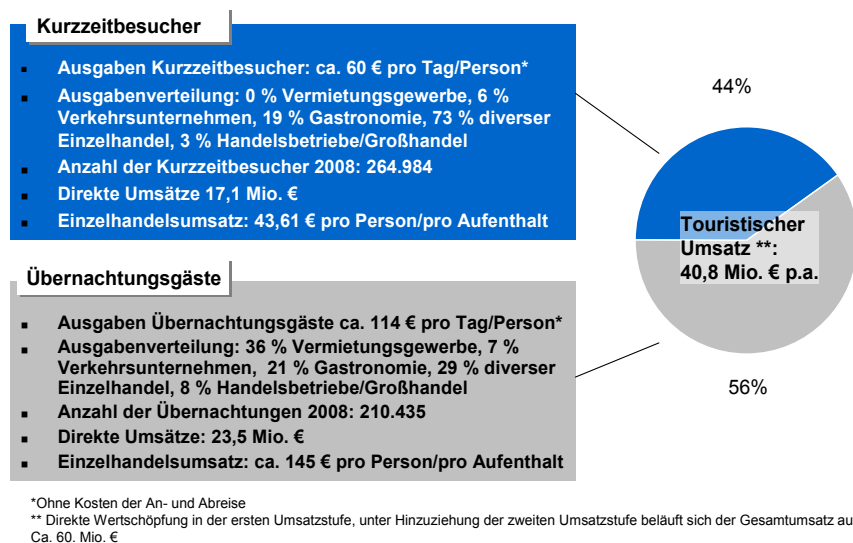 Kurzzeitbesucher
▪ Ausgaben Kurzzeitbesucher: ca. 60 € pro Tag/Person*
▪ Ausgabenverteilung: 0 % Vermietungsgewerbe, 6 %
Verkehrsunternehmen, 19 % Gastronomie, 73 % diverser
Einzelhandel, 3 % Handelsbetriebe/Großhandel
▪ Anzahl der Kurzzeitbesucher 2008: 264.984
▪ Direkte Umsätze 17,1 Mio. €
▪ Einzelhandelsumsatz: 43,61 € pro Person/pro Aufenthalt
44%
Touristischer
Umsatz **:
40,8 Mio. € p.a.
Übernachtungsgäste
▪ Ausgaben Übernachtungsgäste ca. 114 € pro Tag/Person*
▪ Ausgabenverteilung: 36 % Vermietungsgewerbe, 7 %
Verkehrsunternehmen, 21 % Gastronomie, 29 % diverser
Einzelhandel, 8 % Handelsbetriebe/Großhandel
▪ Anzahl der Übernachtungen 2008: 210.435
▪ Direkte Umsätze: 23,5 Mio. €
▪ Einzelhandelsumsatz: ca. 145 € pro Person/pro Aufenthalt
56%
*Ohne Kosten der An- und Abreise
** Direkte Wertschöpfung in der ersten Umsatzstufe, unter Hinzuziehung der zweiten Umsatzstufe beläuft sich der Gesamtumsatz au
Ca. 60. Mio. €